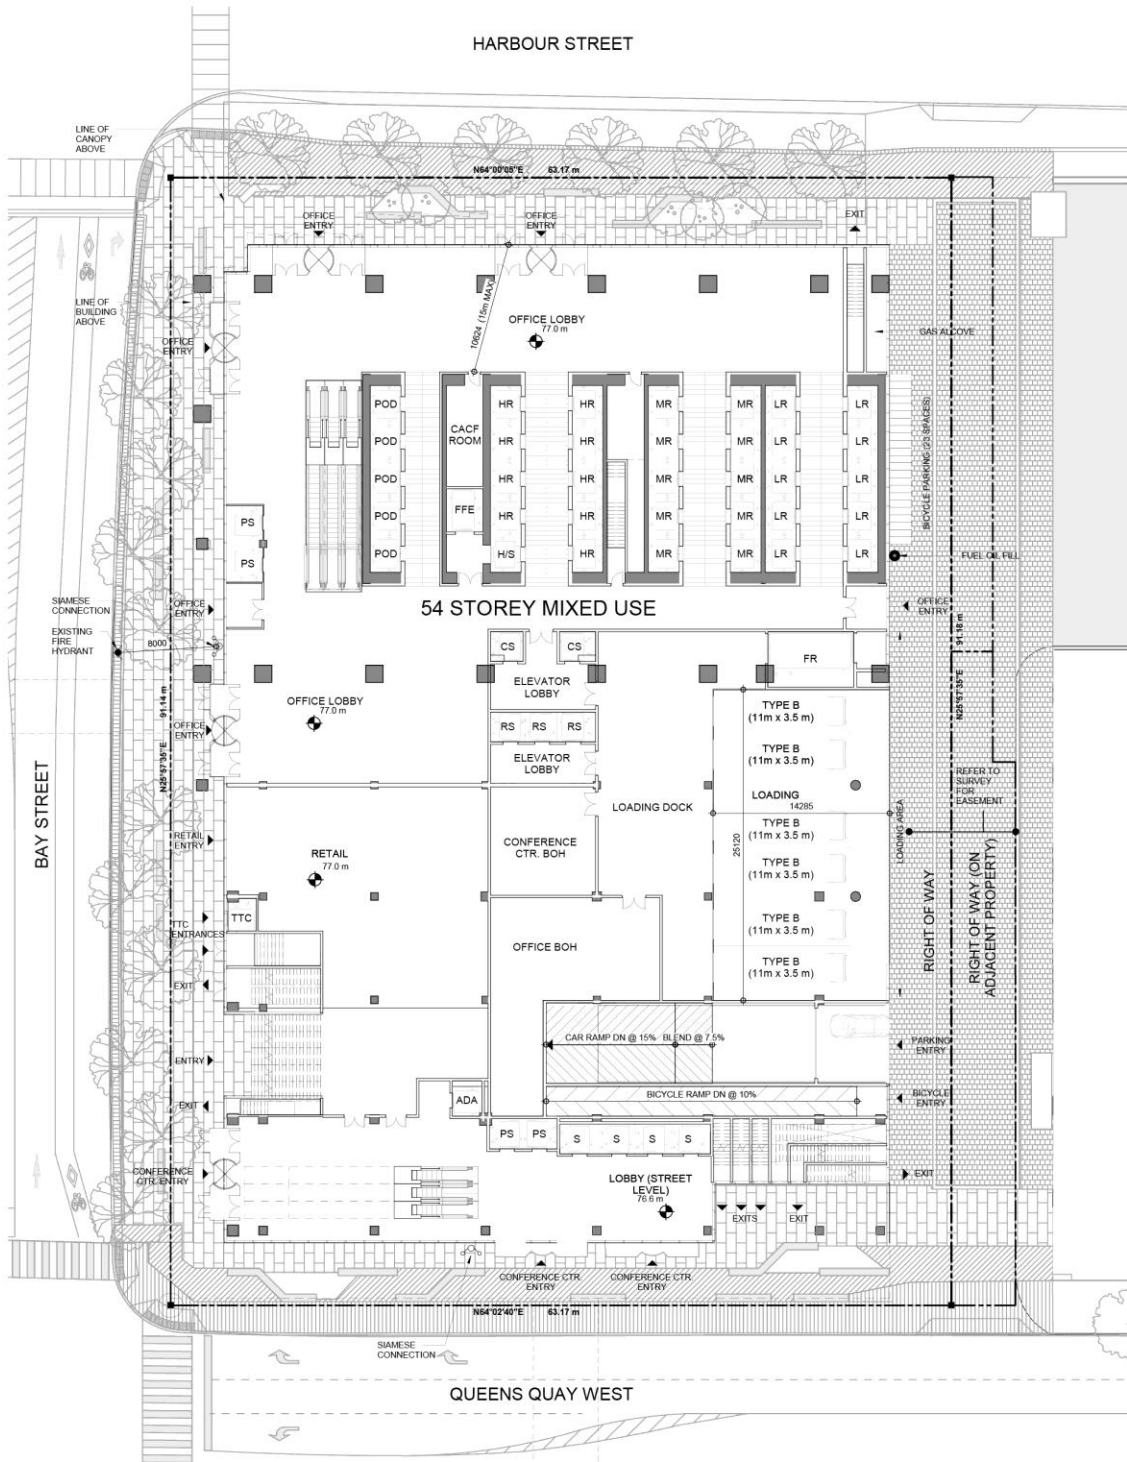 HARBOUR STREET
LINE OF
CANOPY
ABOVE
N64°00'05"E 63.17 m
OFFICE
ENTRY
OFFICE
ENTRY
EXIT
LINE OF
BUILDING
ABOVE
10624 (15m MAX)
OFFICE LOBBY
77.0 m
GAS ALCOVE
OFFICE
ENTRY
POD HR HR MR MR LR LR
CACF
ROOM
POD HR HR MR MR LR LR
POD HR HR MR MR LR LR
BICYCLE PARKING (23 SPACES)
FFE
PS
POD HR HR MR MR LR LR
PS
POD H/S HR MR MR LR LR
FUEL OIL FILL
SIAMESE
CONNECTION
OFFICE
ENTRY
54 STOREY MIXED USE
OFFICE
ENTRY
EXISTING
FIRE
HYDRANT
8000
91.18 m
N25°57'35"E
CS CS
FR
ELEVATOR
LOBBY
OFFICE LOBBY
77.0 m
91.14 m
N25°57'35"E
TYPE B
(11m x 3.5 m)
OFFICE
ENTRY
RS RS RS
TYPE B
(11m x 3.5 m)
ELEVATOR
LOBBY
REFER TO
SURVEY
FOR
EASEMENT
BAY STREET
LOADING DOCK
LOADING
14285
25120
LOADING AREA
RETAIL
ENTRY
TYPE B
(11m x 3.5 m)
RETAIL
77.0 m
CONFERENCE
CTR. BOH
TYPE B
(11m x 3.5 m)
RIGHT OF WAY
RIGHT OF WAY (ON
ADJACENT PROPERTY)
TTC
ENTRANCES
TTC
TYPE B
(11m x 3.5 m)
OFFICE BOH
TYPE B
(11m x 3.5 m)
EXIT
CAR RAMP DN @ 15% BLEND @ 7.5%
PARKING
ENTRY
ENTRY
BICYCLE RAMP DN @ 10%
BICYCLE
ENTRY
EXIT
ADA
PS PS S S S S
CONFERENCE
CTR. ENTRY
LOBBY (STREET
LEVEL)
76.6 m
EXIT
EXITS
EXIT
CONFERENCE CTR.
ENTRY
CONFERENCE CTR.
ENTRY
N64°02'40"E 63.17 m
SIAMESE
CONNECTION
QUEENS QUAY WEST